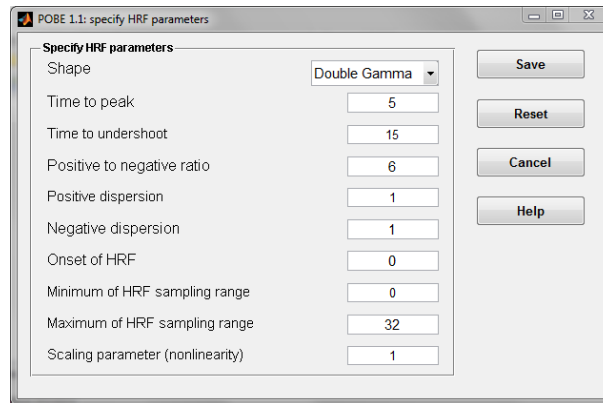 POBE 1.1: specify HRF parameters
Specify HRF parameters
Shape Double Gamma
Time to peak 5
Time to undershoot 15
Positive to negative ratio 6
Positive dispersion 1
Negative dispersion 1
Onset of HRF 0
Minimum of HRF sampling range 0
Maximum of HRF sampling range 32
Scaling parameter (nonlinearity) 1
Save
Reset
Cancel
Help